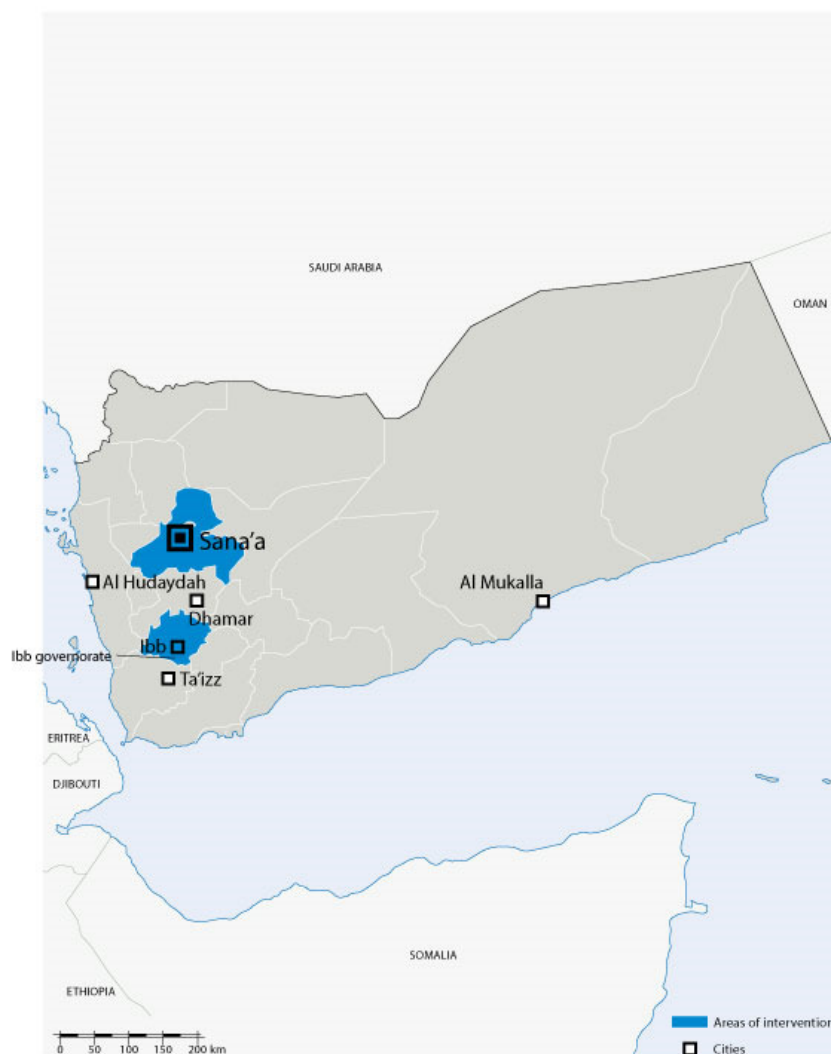 SAUDI ARABIA
OMAN
Sana'a
Al Hudaydah
Al Mukalla
Dhamar
Ibb
Ibb governorate
Ta'izz
ERITREA
DJIBOUTI
SOMALIA
ETHIOPIA
Areas of intervention
0 50 100 150 200 km
Cities